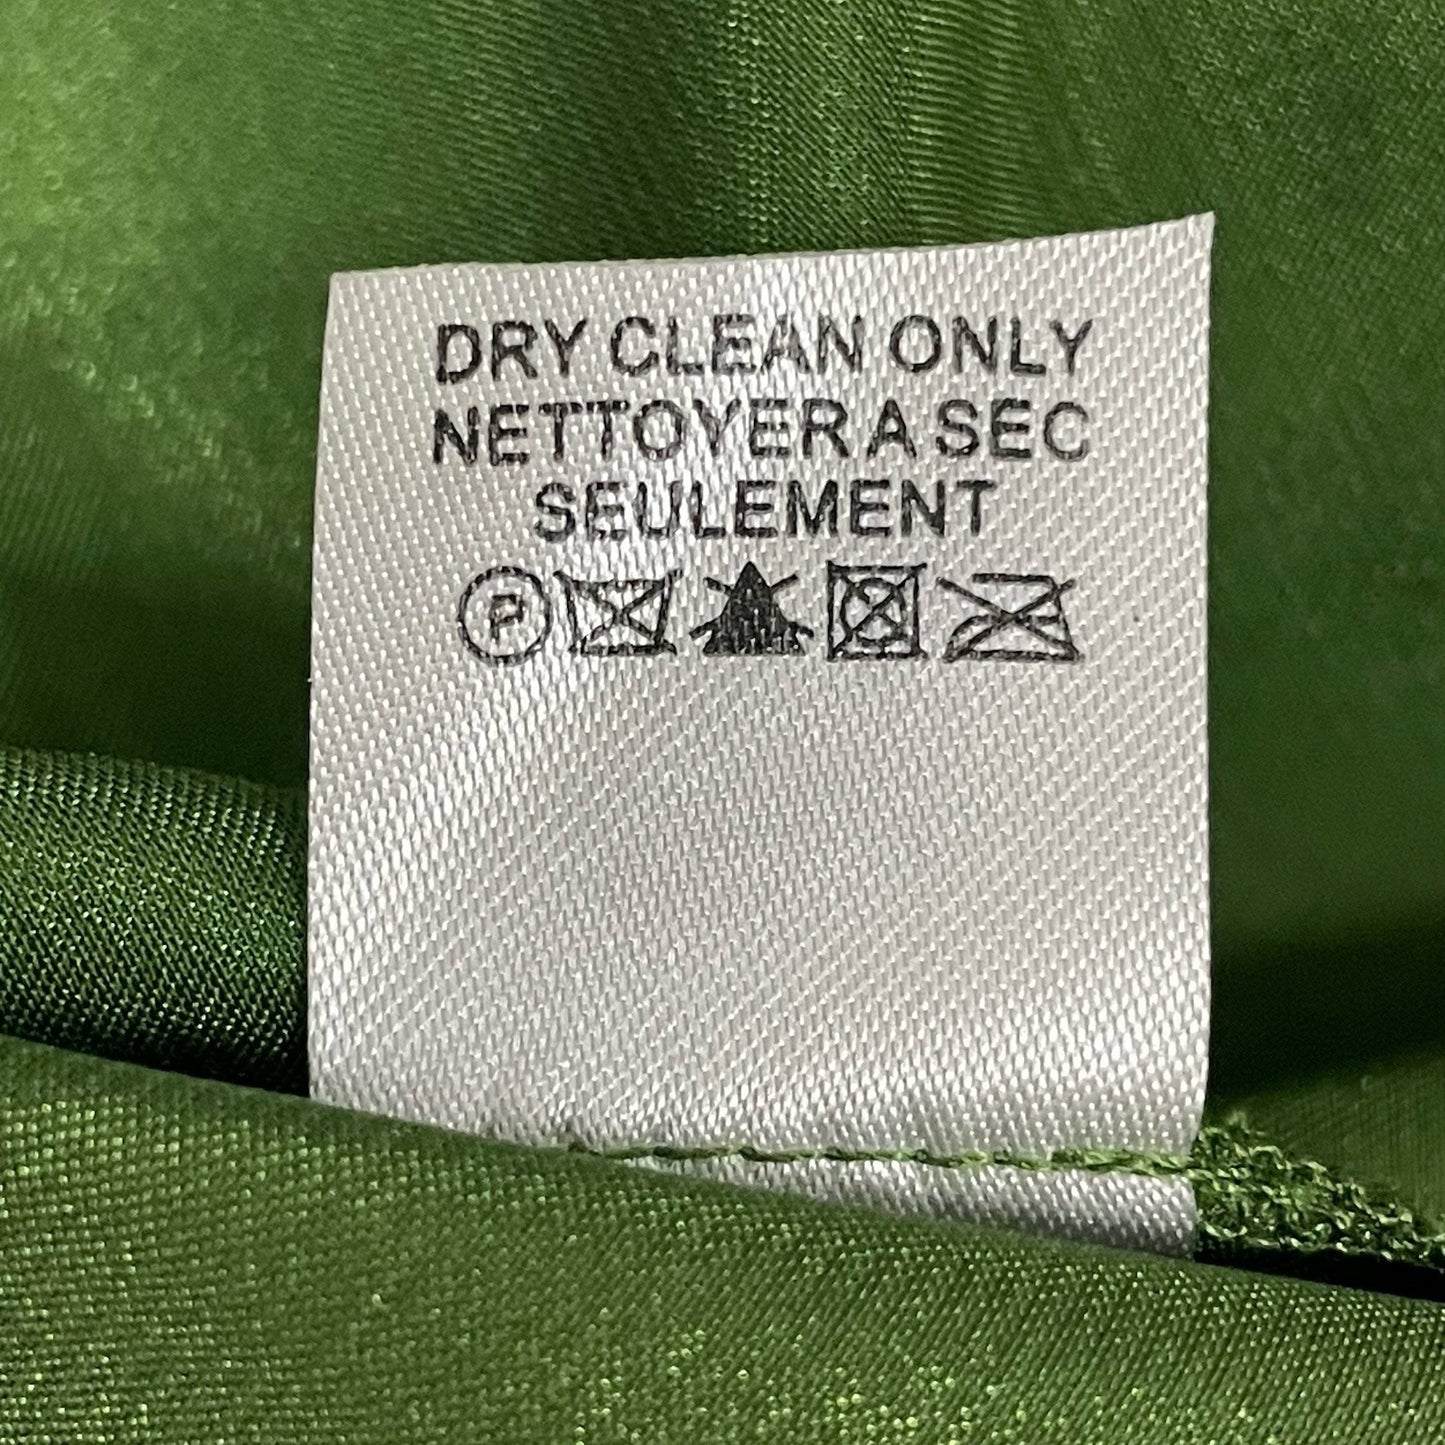 DRY CLEAN ONLY
NETTOYER A SEC
SEULEMENT
P